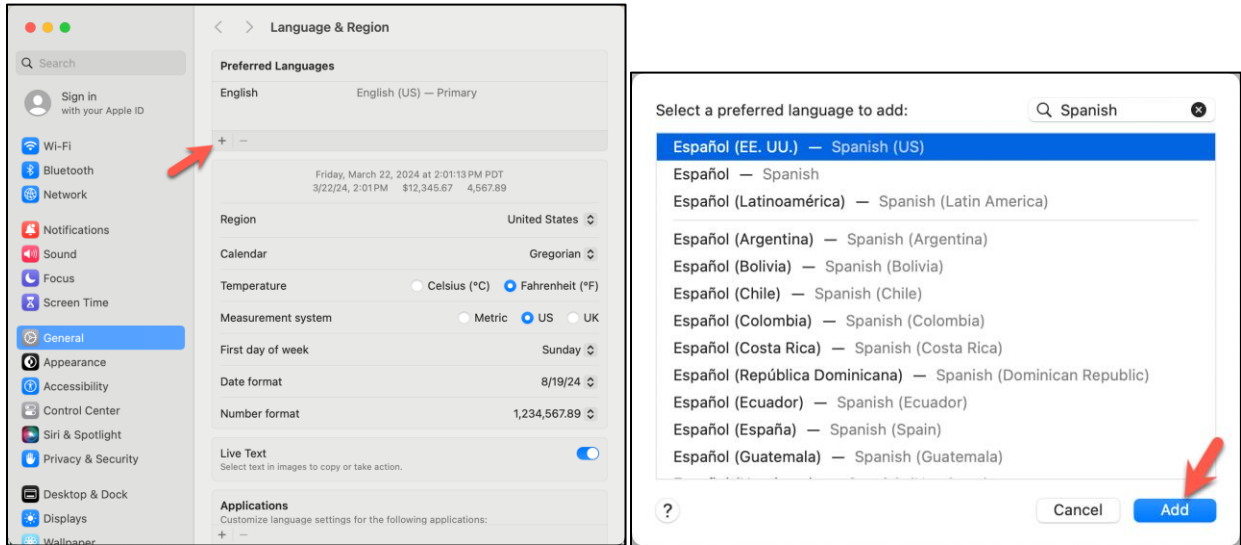 Language & Region
Search
Sign in
with your Apple ID
Wi-Fi
Bluetooth
Network
Notifications
Sound
Focus
Screen Time
General
Appearance
Accessibility
Control Center
Siri & Spotlight
Privacy & Security
Desktop & Dock
Displays
Wallpaper
Preferred Languages
English English (US) — Primary
+ −
Friday, March 22, 2024 at 2:01:13 PM PDT
3/22/24, 2:01 PM $12,345.67 4,567.89
Region United States
Calendar Gregorian
Temperature Celsius (°C) Fahrenheit (°F)
Measurement system Metric US UK
First day of week Sunday
Date format 8/19/24
Number format 1,234,567.89
Live Text
Select text in images to copy or take action.
Applications
Customize language settings for the following applications:
+ −
Select a preferred language to add: Spanish
Español (EE. UU.) — Spanish (US)
Español — Spanish
Español (Latinoamérica) — Spanish (Latin America)
Español (Argentina) — Spanish (Argentina)
Español (Bolivia) — Spanish (Bolivia)
Español (Chile) — Spanish (Chile)
Español (Colombia) — Spanish (Colombia)
Español (Costa Rica) — Spanish (Costa Rica)
Español (República Dominicana) — Spanish (Dominican Republic)
Español (Ecuador) — Spanish (Ecuador)
Español (España) — Spanish (Spain)
Español (Guatemala) — Spanish (Guatemala)
? Cancel Add